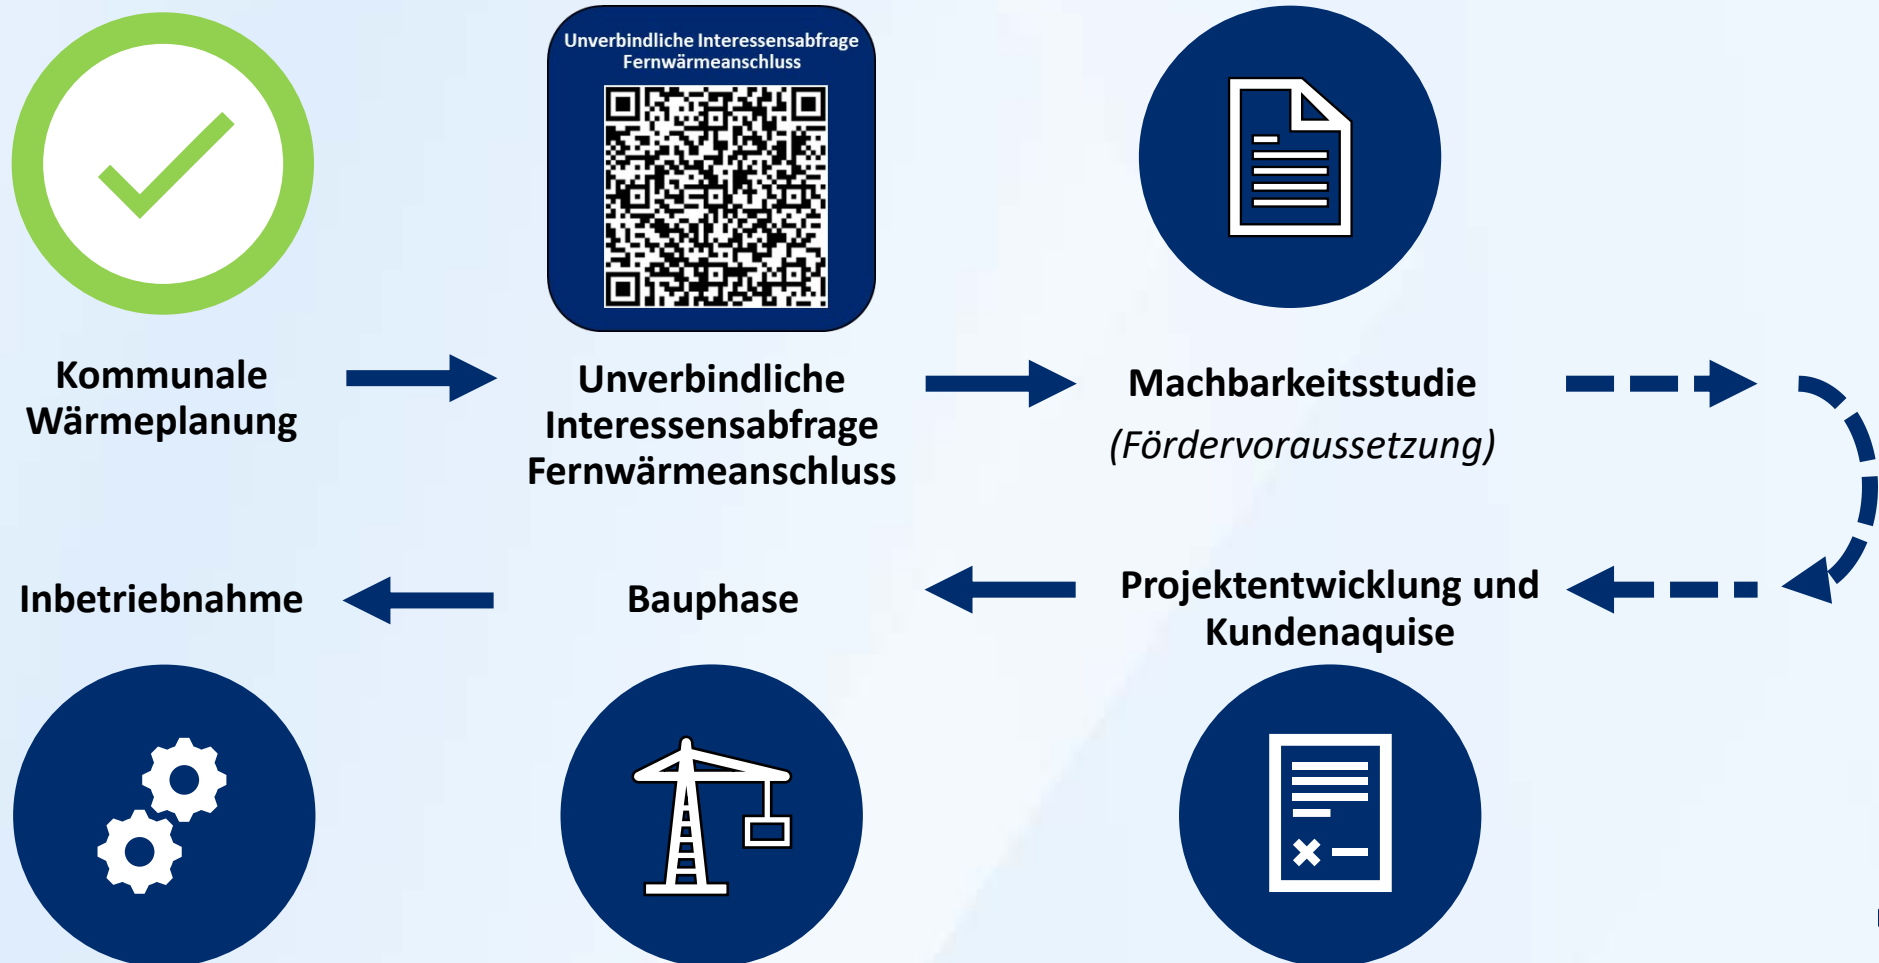 Unverbindliche Interessensabfrage
Fernwärmeanschluss
Kommunale
Wärmeplanung
Unverbindliche
Interessensabfrage
Fernwärmeanschluss
Machbarkeitsstudie
(Fördervoraussetzung)
Projektentwicklung und
Kundenaquise
Bauphase
Inbetriebnahme